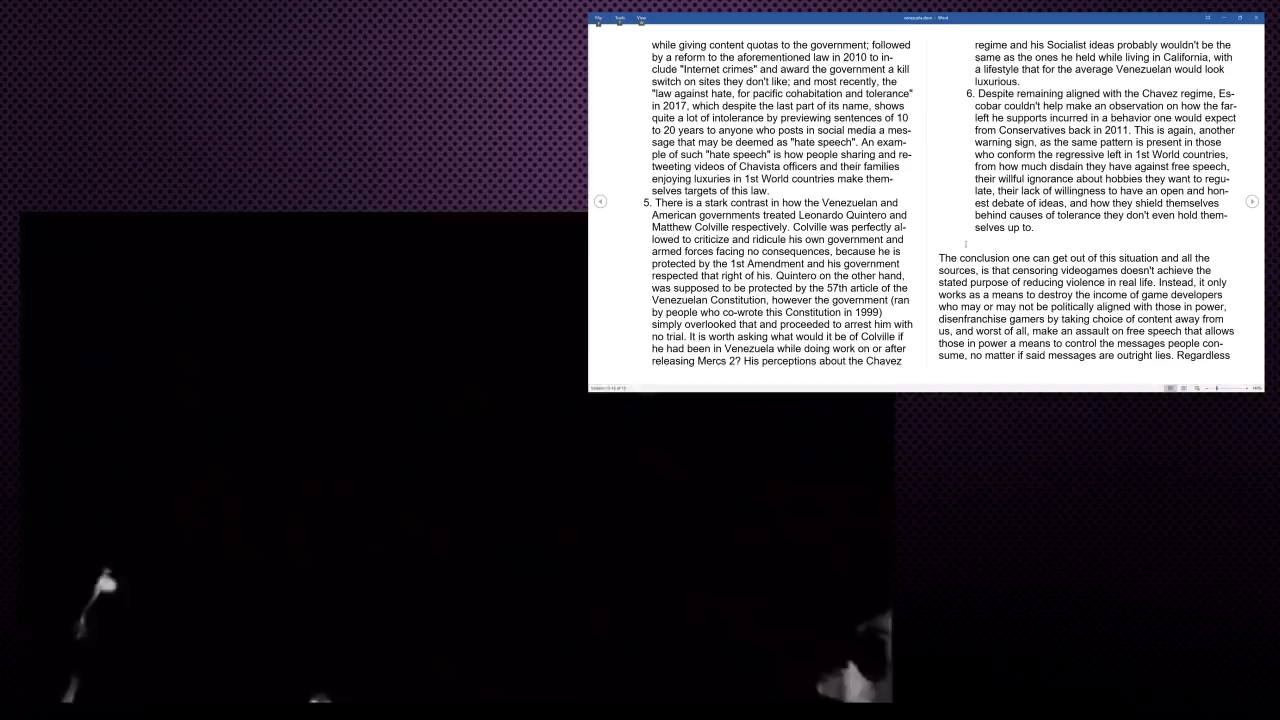 File Tools View
venezuela.docx - Word
while giving content quotas to the government; followed
by a reform to the aforementioned law in 2010 to in-
clude "Internet crimes" and award the government a kill
switch on sites they don't like; and most recently, the
"law against hate, for pacific cohabitation and tolerance"
in 2017, which despite the last part of its name, shows
quite a lot of intolerance by previewing sentences of 10
to 20 years to anyone who posts in social media a mes-
sage that may be deemed as "hate speech". An exam-
ple of such "hate speech" is how people sharing and re-
tweeting videos of Chavista officers and their families
enjoying luxuries in 1st World countries make them-
selves targets of this law.
5. There is a stark contrast in how the Venezuelan and
American governments treated Leonardo Quintero and
Matthew Colville respectively. Colville was perfectly al-
lowed to criticize and ridicule his own government and
armed forces facing no consequences, because he is
protected by the 1st Amendment and his government
respected that right of his. Quintero on the other hand,
was supposed to be protected by the 57th article of the
Venezuelan Constitution, however the government (ran
by people who co-wrote this Constitution in 1999)
simply overlooked that and proceeded to arrest him with
no trial. It is worth asking what would it be of Colville if
he had been in Venezuela while doing work on or after
releasing Mercs 2? His perceptions about the Chavez
regime and his Socialist ideas probably wouldn't be the
same as the ones he held while living in California, with
a lifestyle that for the average Venezuelan would look
luxurious.
6. Despite remaining aligned with the Chavez regime, Es-
cobar couldn't help make an observation on how the far-
left he supports incurred in a behavior one would expect
from Conservatives back in 2011. This is again, another
warning sign, as the same pattern is present in those
who conform the regressive left in 1st World countries,
from how much disdain they have against free speech,
their willful ignorance about hobbies they want to regu-
late, their lack of willingness to have an open and hon-
est debate of ideas, and how they shield themselves
behind causes of tolerance they don't even hold them-
selves up to.
The conclusion one can get out of this situation and all the
sources, is that censoring videogames doesn't achieve the
stated purpose of reducing violence in real life. Instead, it only
works as a means to destroy the income of game developers
who may or may not be politically aligned with those in power,
disenfranchise gamers by taking choice of content away from
us, and worst of all, make an assault on free speech that allows
those in power a means to control the messages people con-
sume, no matter if said messages are outright lies. Regardless